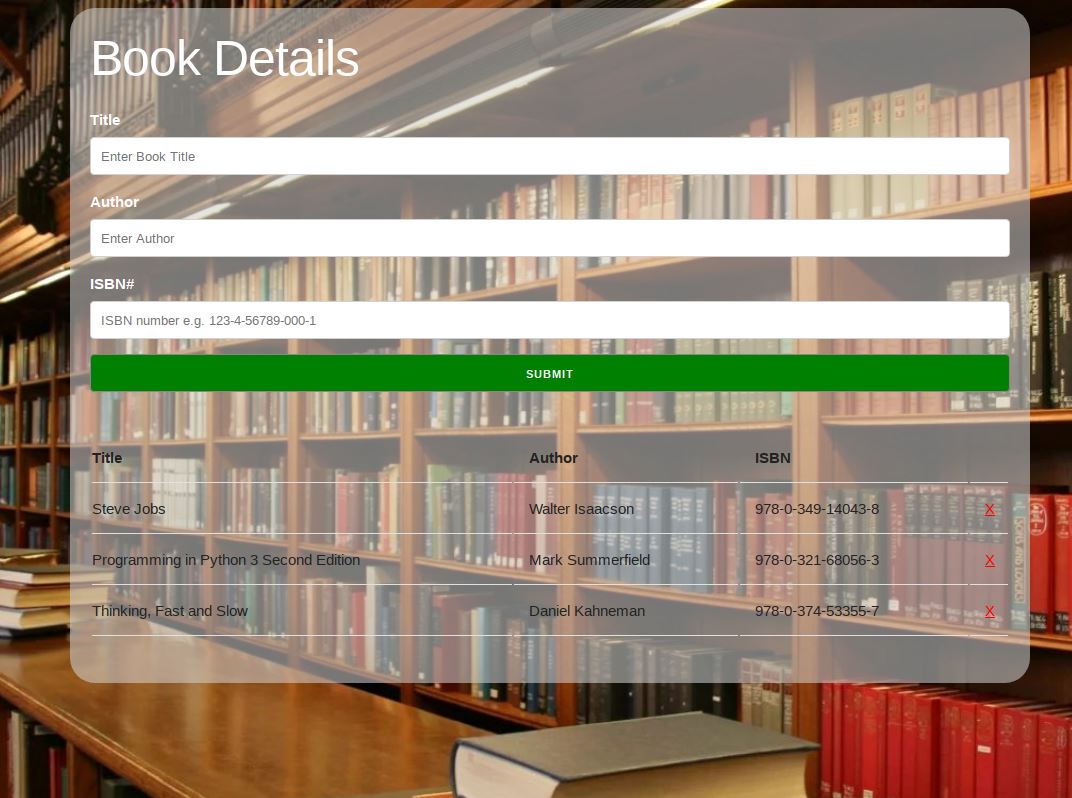 Book Details
Title
Enter Book Title
Author
Enter Author
ISBN#
ISBN number e.g. 123-4-56789-000-1
SUBMIT
Title Author ISBN
Steve Jobs Walter Isaacson 978-0-349-14043-8 X
Programming in Python 3 Second Edition Mark Summerfield 978-0-321-68056-3 X
Thinking, Fast and Slow Daniel Kahneman 978-0-374-53355-7 X